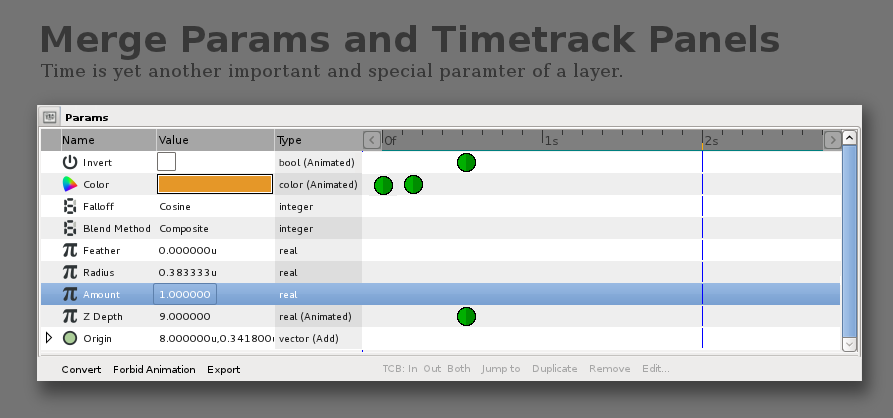 Merge Params and Timetrack Panels
Time is yet another important and special paramter of a layer.
Params
Name Value Type 0f 1s 2s
Invert bool (Animated)
Color color (Animated)
Falloff Cosine integer
Blend Method Composite integer
Feather 0.000000u real
Radius 0.383333u real
Amount 1.000000 real
Z Depth 9.000000 real (Animated)
Origin 8.000000u,0.341800u vector (Add)
Convert Forbid Animation Export TCB: In Out Both Jump to Duplicate Remove Edit...